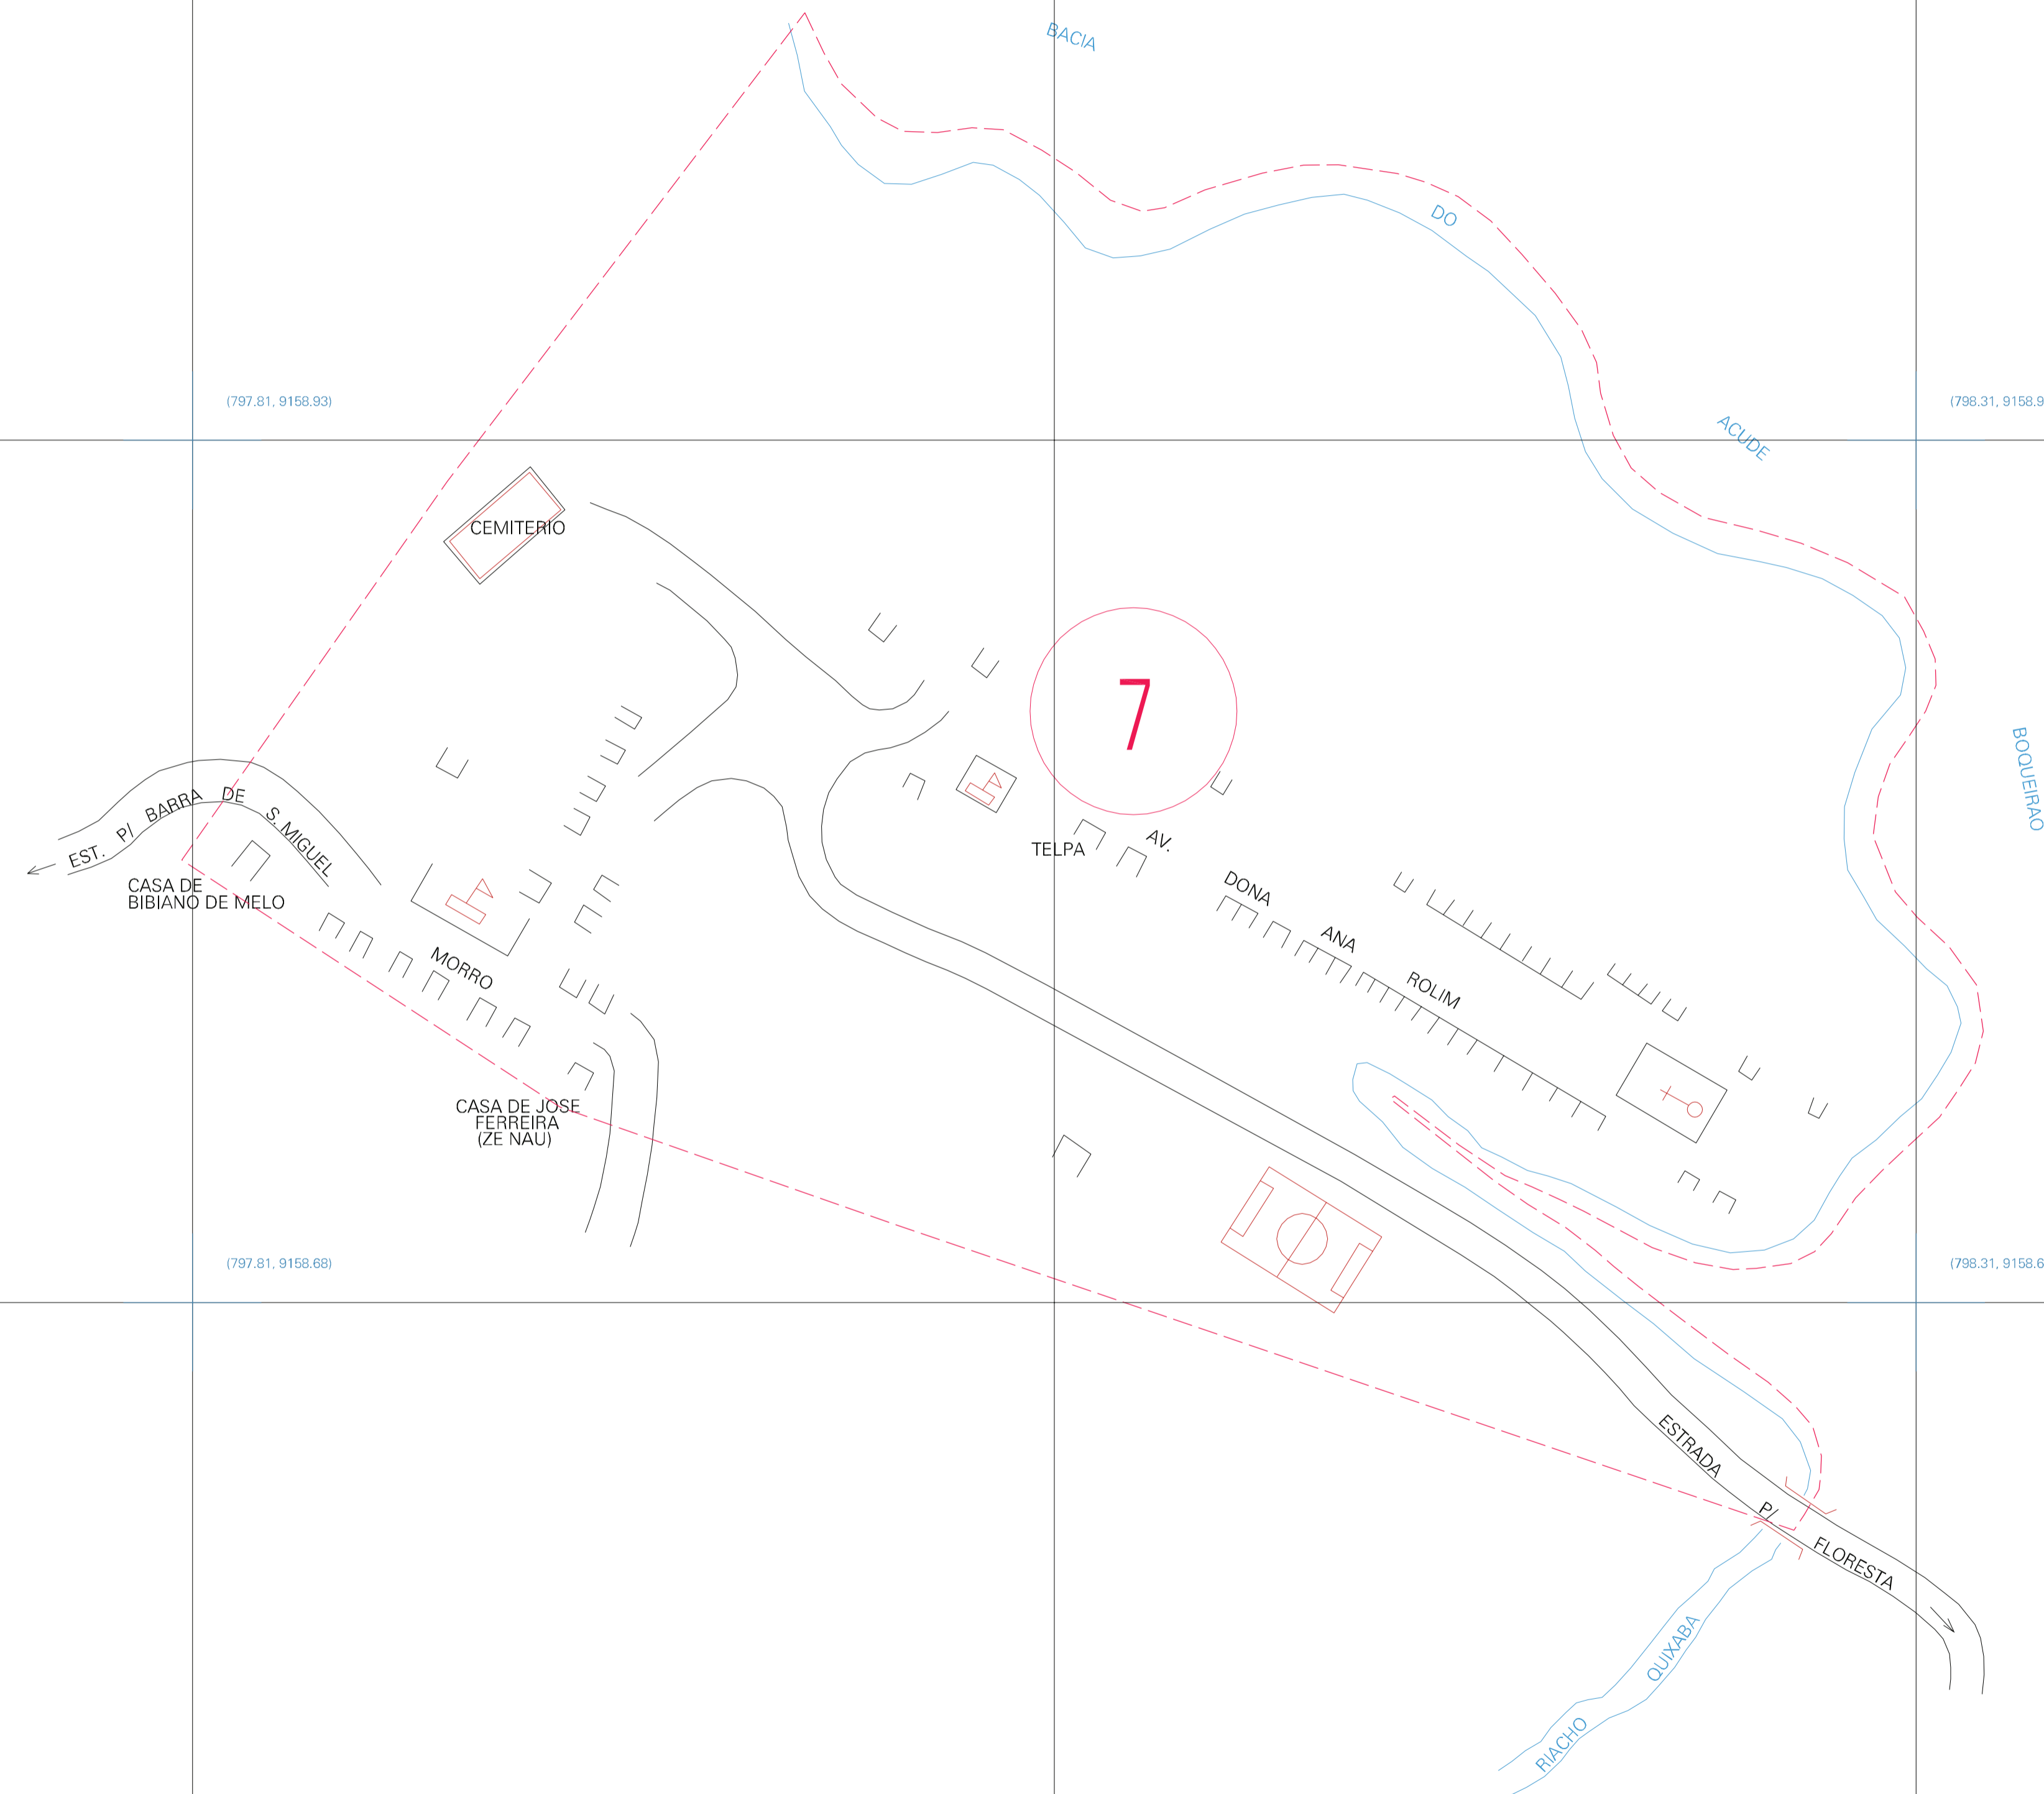 BACIA
DO
(797.81, 9158.93)
(798.31, 9158.9
ACUDE
CEMITERIO
7
BOQUEIRAO
EST. P/ BARRA DE S. MIGUEL
TELPA
AV. DONA ANA ROLIM
CASA DE
BIBIANO DE MELO
MORRO
CASA DE JOSE
FERREIRA
(ZE NAU)
(797.81, 9158.68)
(798.31, 9158.6
ESTRADA P/ FLORESTA
RIACHO QUIXABA